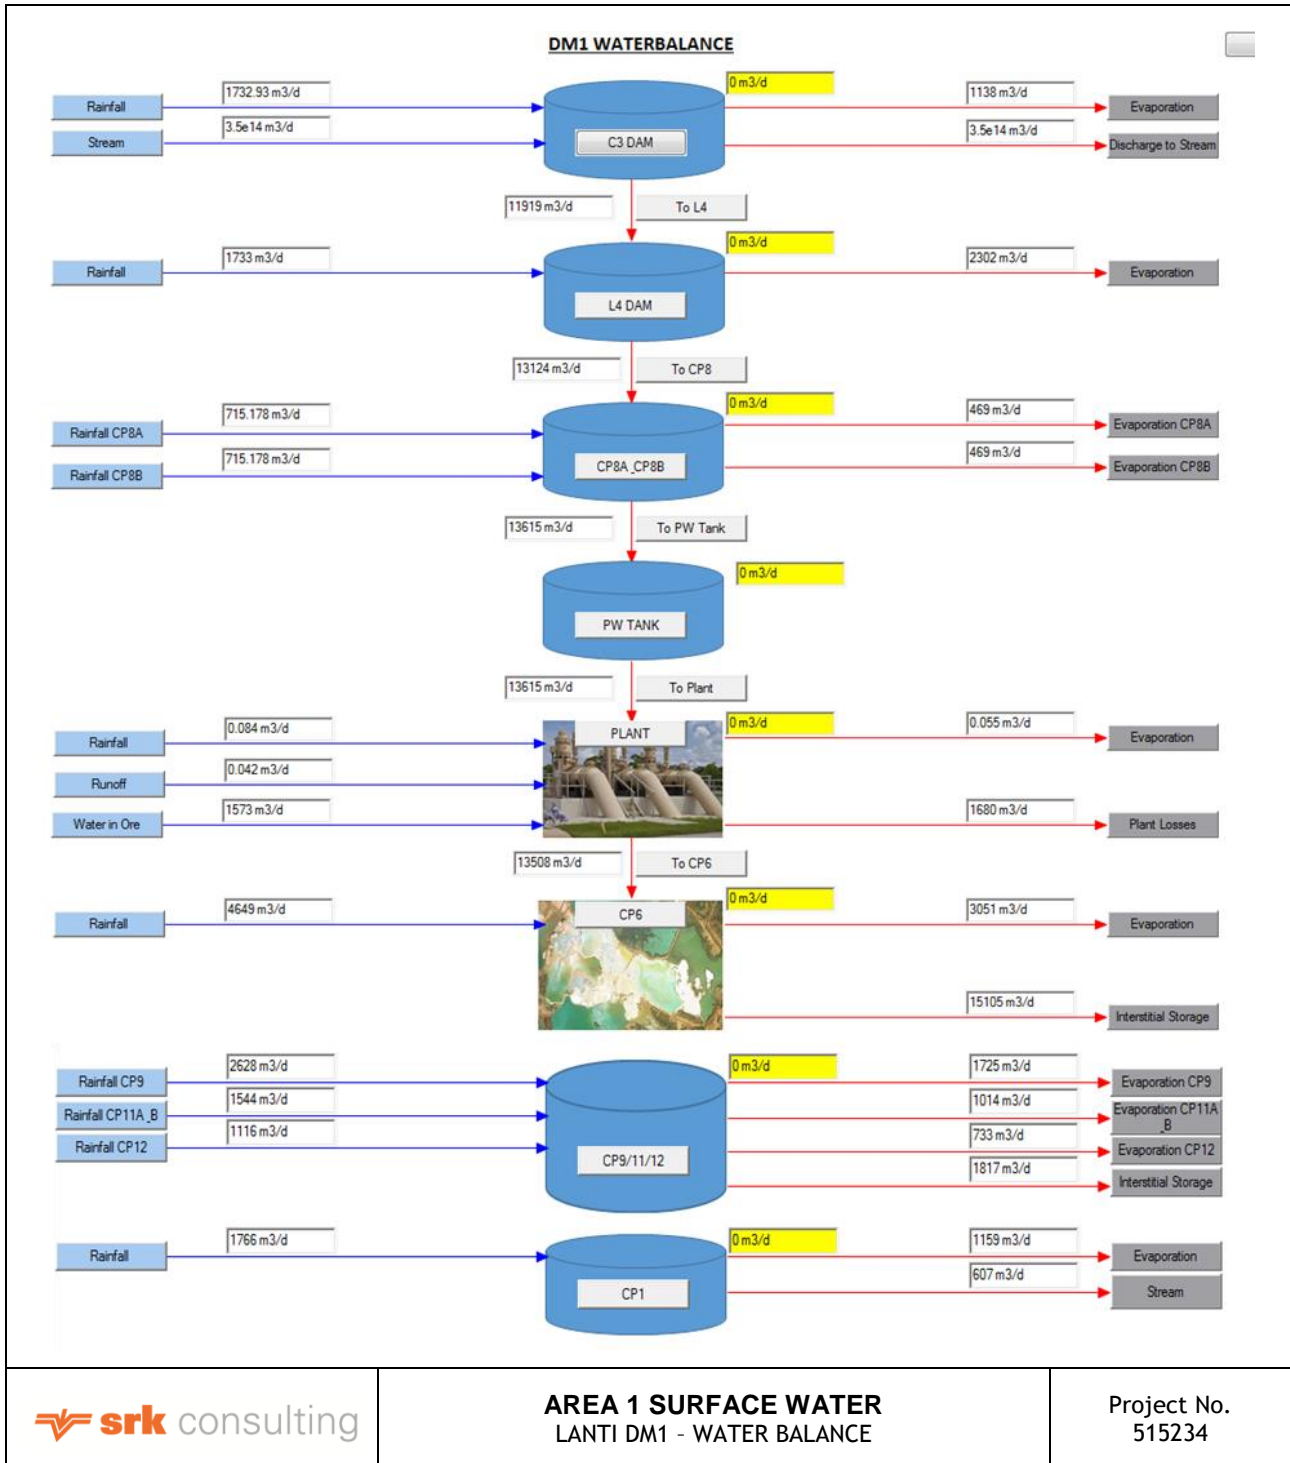 DM1 WATERBALANCE
1732.93 m3/d
0 m3/d
1138 m3/d
Rainfall
Evaporation
3.5e14 m3/d
3.5e14 m3/d
Stream
C3 DAM
Discharge to Stream
11919 m3/d
To L4
1733 m3/d
0 m3/d
2302 m3/d
Rainfall
Evaporation
L4 DAM
13124 m3/d
To CP8
715.178 m3/d
0 m3/d
469 m3/d
Rainfall CP8A
Evaporation CP8A
715.178 m3/d
469 m3/d
Rainfall CP8B
CP8A_CP8B
Evaporation CP8B
13615 m3/d
To PW Tank
0 m3/d
PW TANK
13615 m3/d
To Plant
0.084 m3/d
PLANT
0 m3/d
0.055 m3/d
Rainfall
Evaporation
0.042 m3/d
Runoff
1573 m3/d
1680 m3/d
Water in Ore
Plant Losses
13508 m3/d
To CP6
4649 m3/d
CP6
0 m3/d
3051 m3/d
Rainfall
Evaporation
15105 m3/d
Interstitial Storage
2628 m3/d
0 m3/d
1725 m3/d
Rainfall CP9
Evaporation CP9
1544 m3/d
1014 m3/d
Rainfall CP11A_B
Evaporation CP11A
_B
1116 m3/d
733 m3/d
Rainfall CP12
CP9/11/12
Evaporation CP12
1817 m3/d
Interstitial Storage
1766 m3/d
0 m3/d
1159 m3/d
Rainfall
Evaporation
607 m3/d
CP1
Stream
srk consulting
AREA 1 SURFACE WATER
LANTI DM1 – WATER BALANCE
Project No.
515234